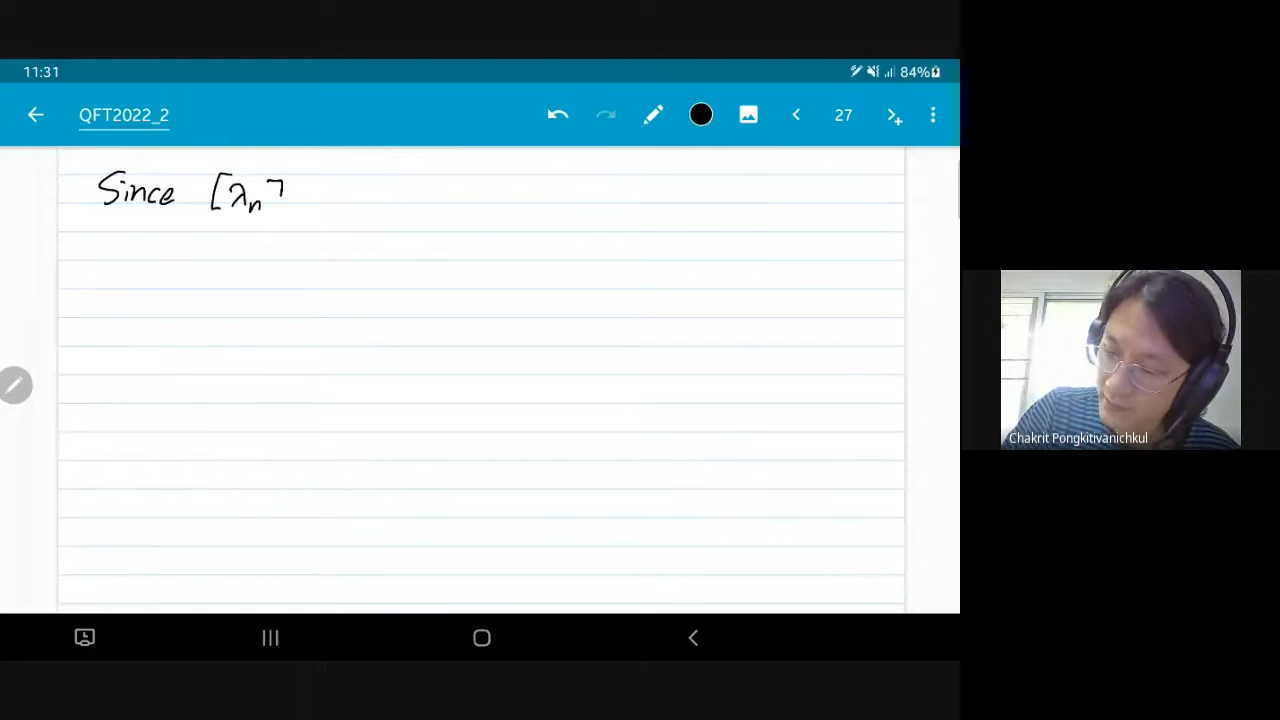 11:31
84%
QFT2022_2
27
Since [λn
Chakrit Pongkitivanichkul